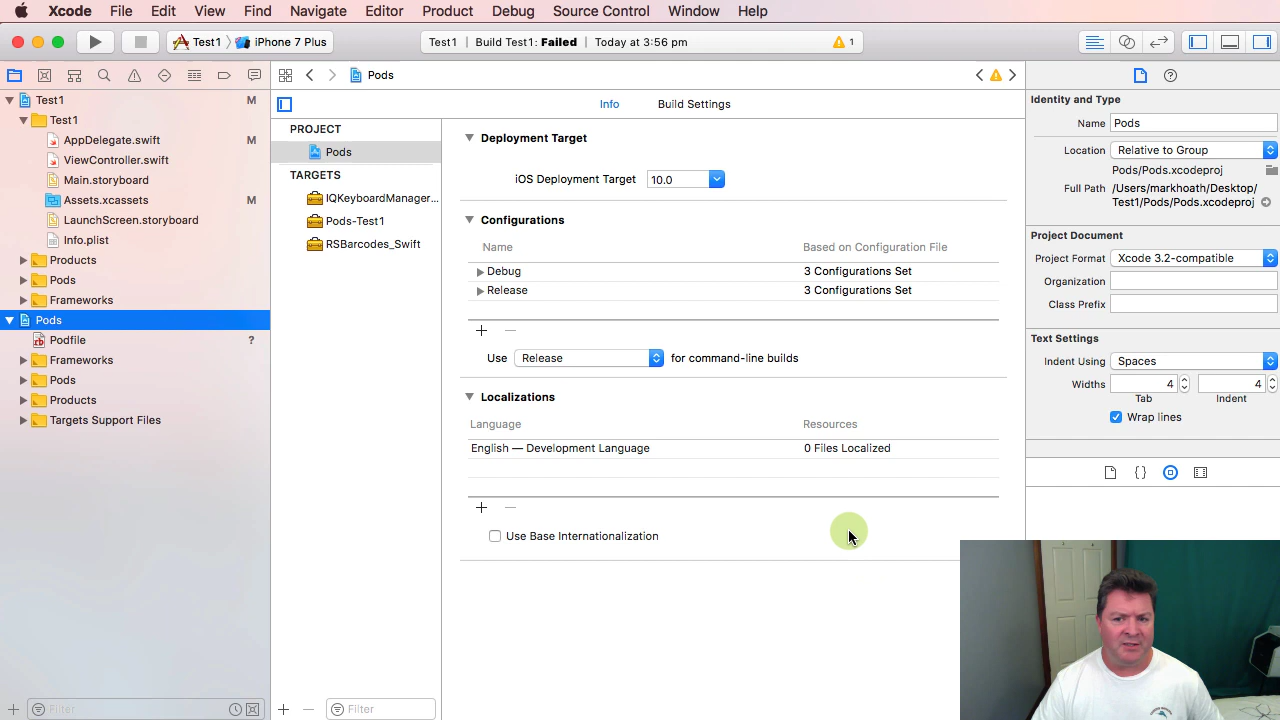 Xcode File Edit View Find Navigate Editor Product Debug Source Control Window Help
Test1 iPhone 7 Plus
Test1 Build Test1: Failed Today at 3:56 pm 1
Pods
Test1 M
Test1
AppDelegate.swift M
ViewController.swift
Main.storyboard
Assets.xcassets M
LaunchScreen.storyboard
Info.plist
Products
Pods
Frameworks
Pods
Podfile ?
Frameworks
Pods
Products
Targets Support Files
Filter
PROJECT
Pods
TARGETS
IQKeyboardManager...
Pods-Test1
RSBarcodes_Swift
Filter
Info Build Settings
Deployment Target
iOS Deployment Target 10.0
Configurations
Name Based on Configuration File
Debug 3 Configurations Set
Release 3 Configurations Set
Use Release for command-line builds
Localizations
Language Resources
English — Development Language 0 Files Localized
Use Base Internationalization
Identity and Type
Name Pods
Location Relative to Group
Pods/Pods.xcodeproj
Full Path /Users/markhoath/Desktop/
Test1/Pods/Pods.xcodeproj
Project Document
Project Format Xcode 3.2-compatible
Organization
Class Prefix
Text Settings
Indent Using Spaces
Widths 4 4
Tab Indent
Wrap lines